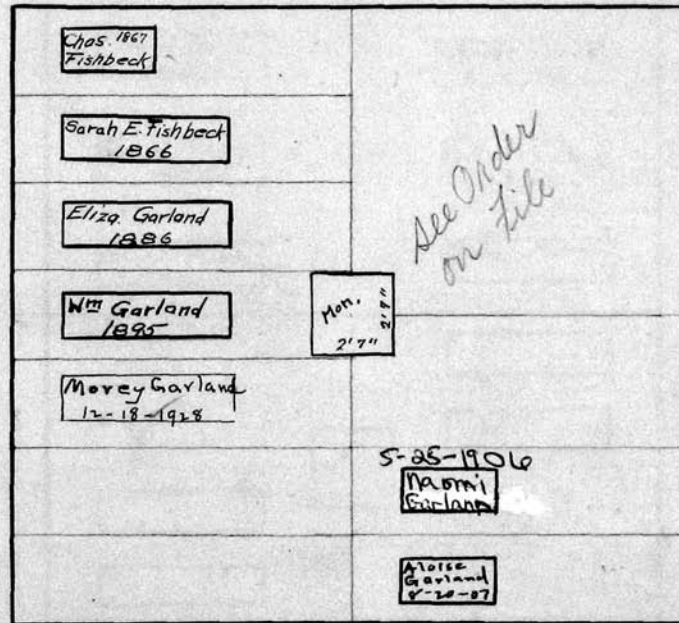 Chas. 1867
Fishbeck
Sarah E. Fishbeck
1866
Eliza. Garland
1886
Wm Garland
1895
Morey Garland
12-18-1928
See Order
on File
Mon.
2'7"
2'7"
5-25-1906
Naomi
Garland
Aloise
Garland
8-20-07